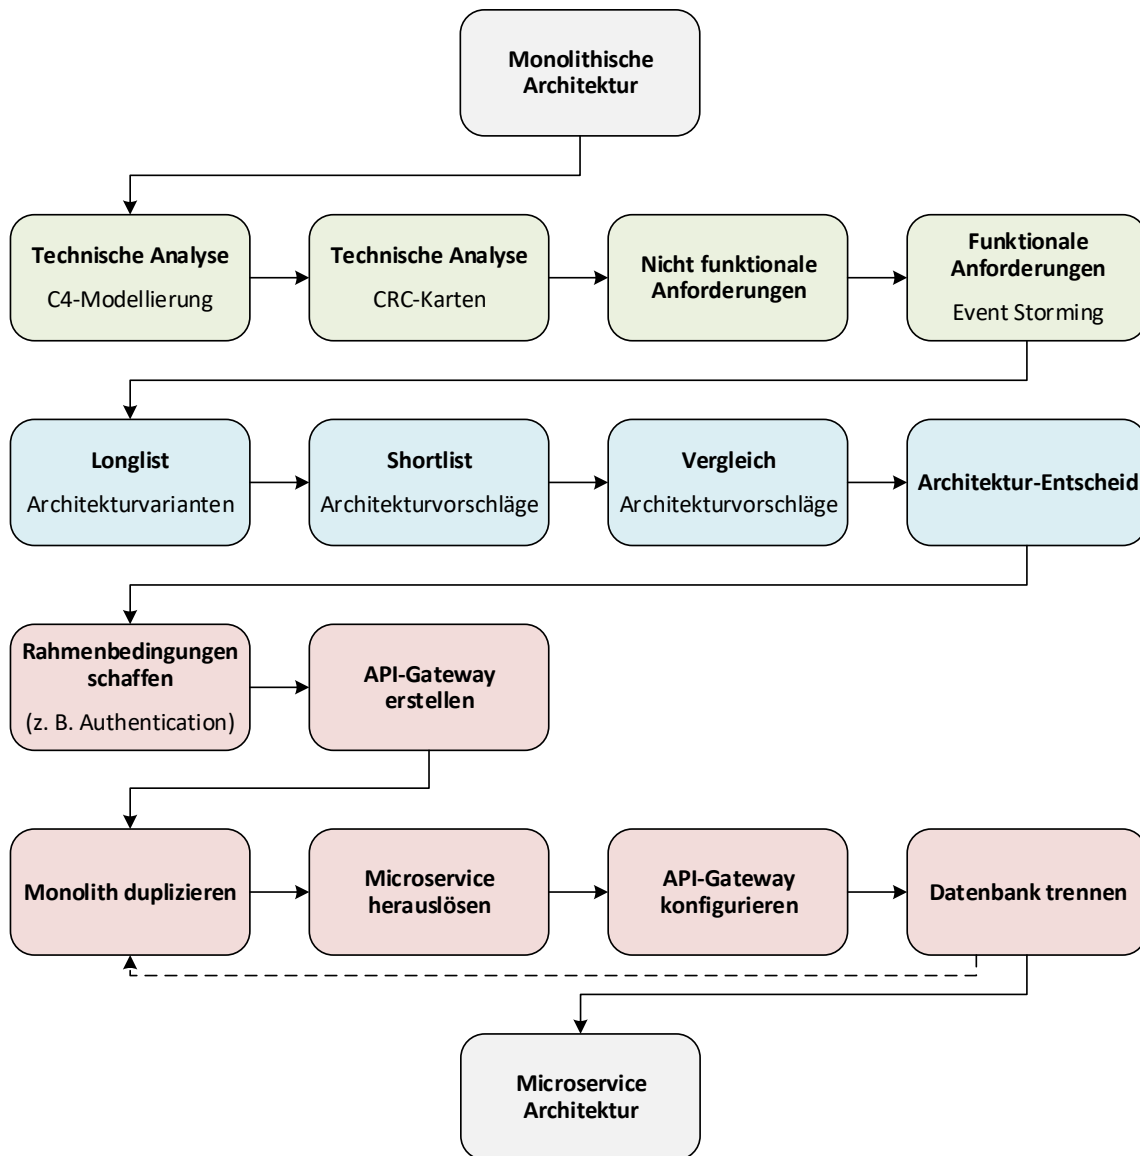 Monolithische
Architektur
Technische Analyse
C4-Modellierung
Technische Analyse
CRC-Karten
Nicht funktionale
Anforderungen
Funktionale
Anforderungen
Event Storming
Longlist
Architekturvarianten
Shortlist
Architekturvorschläge
Vergleich
Architekturvorschläge
Architektur-Entscheid
Rahmenbedingungen
schaffen
(z. B. Authentication)
API-Gateway
erstellen
Monolith duplizieren
Microservice
herauslösen
API-Gateway
konfigurieren
Datenbank trennen
Microservice
Architektur